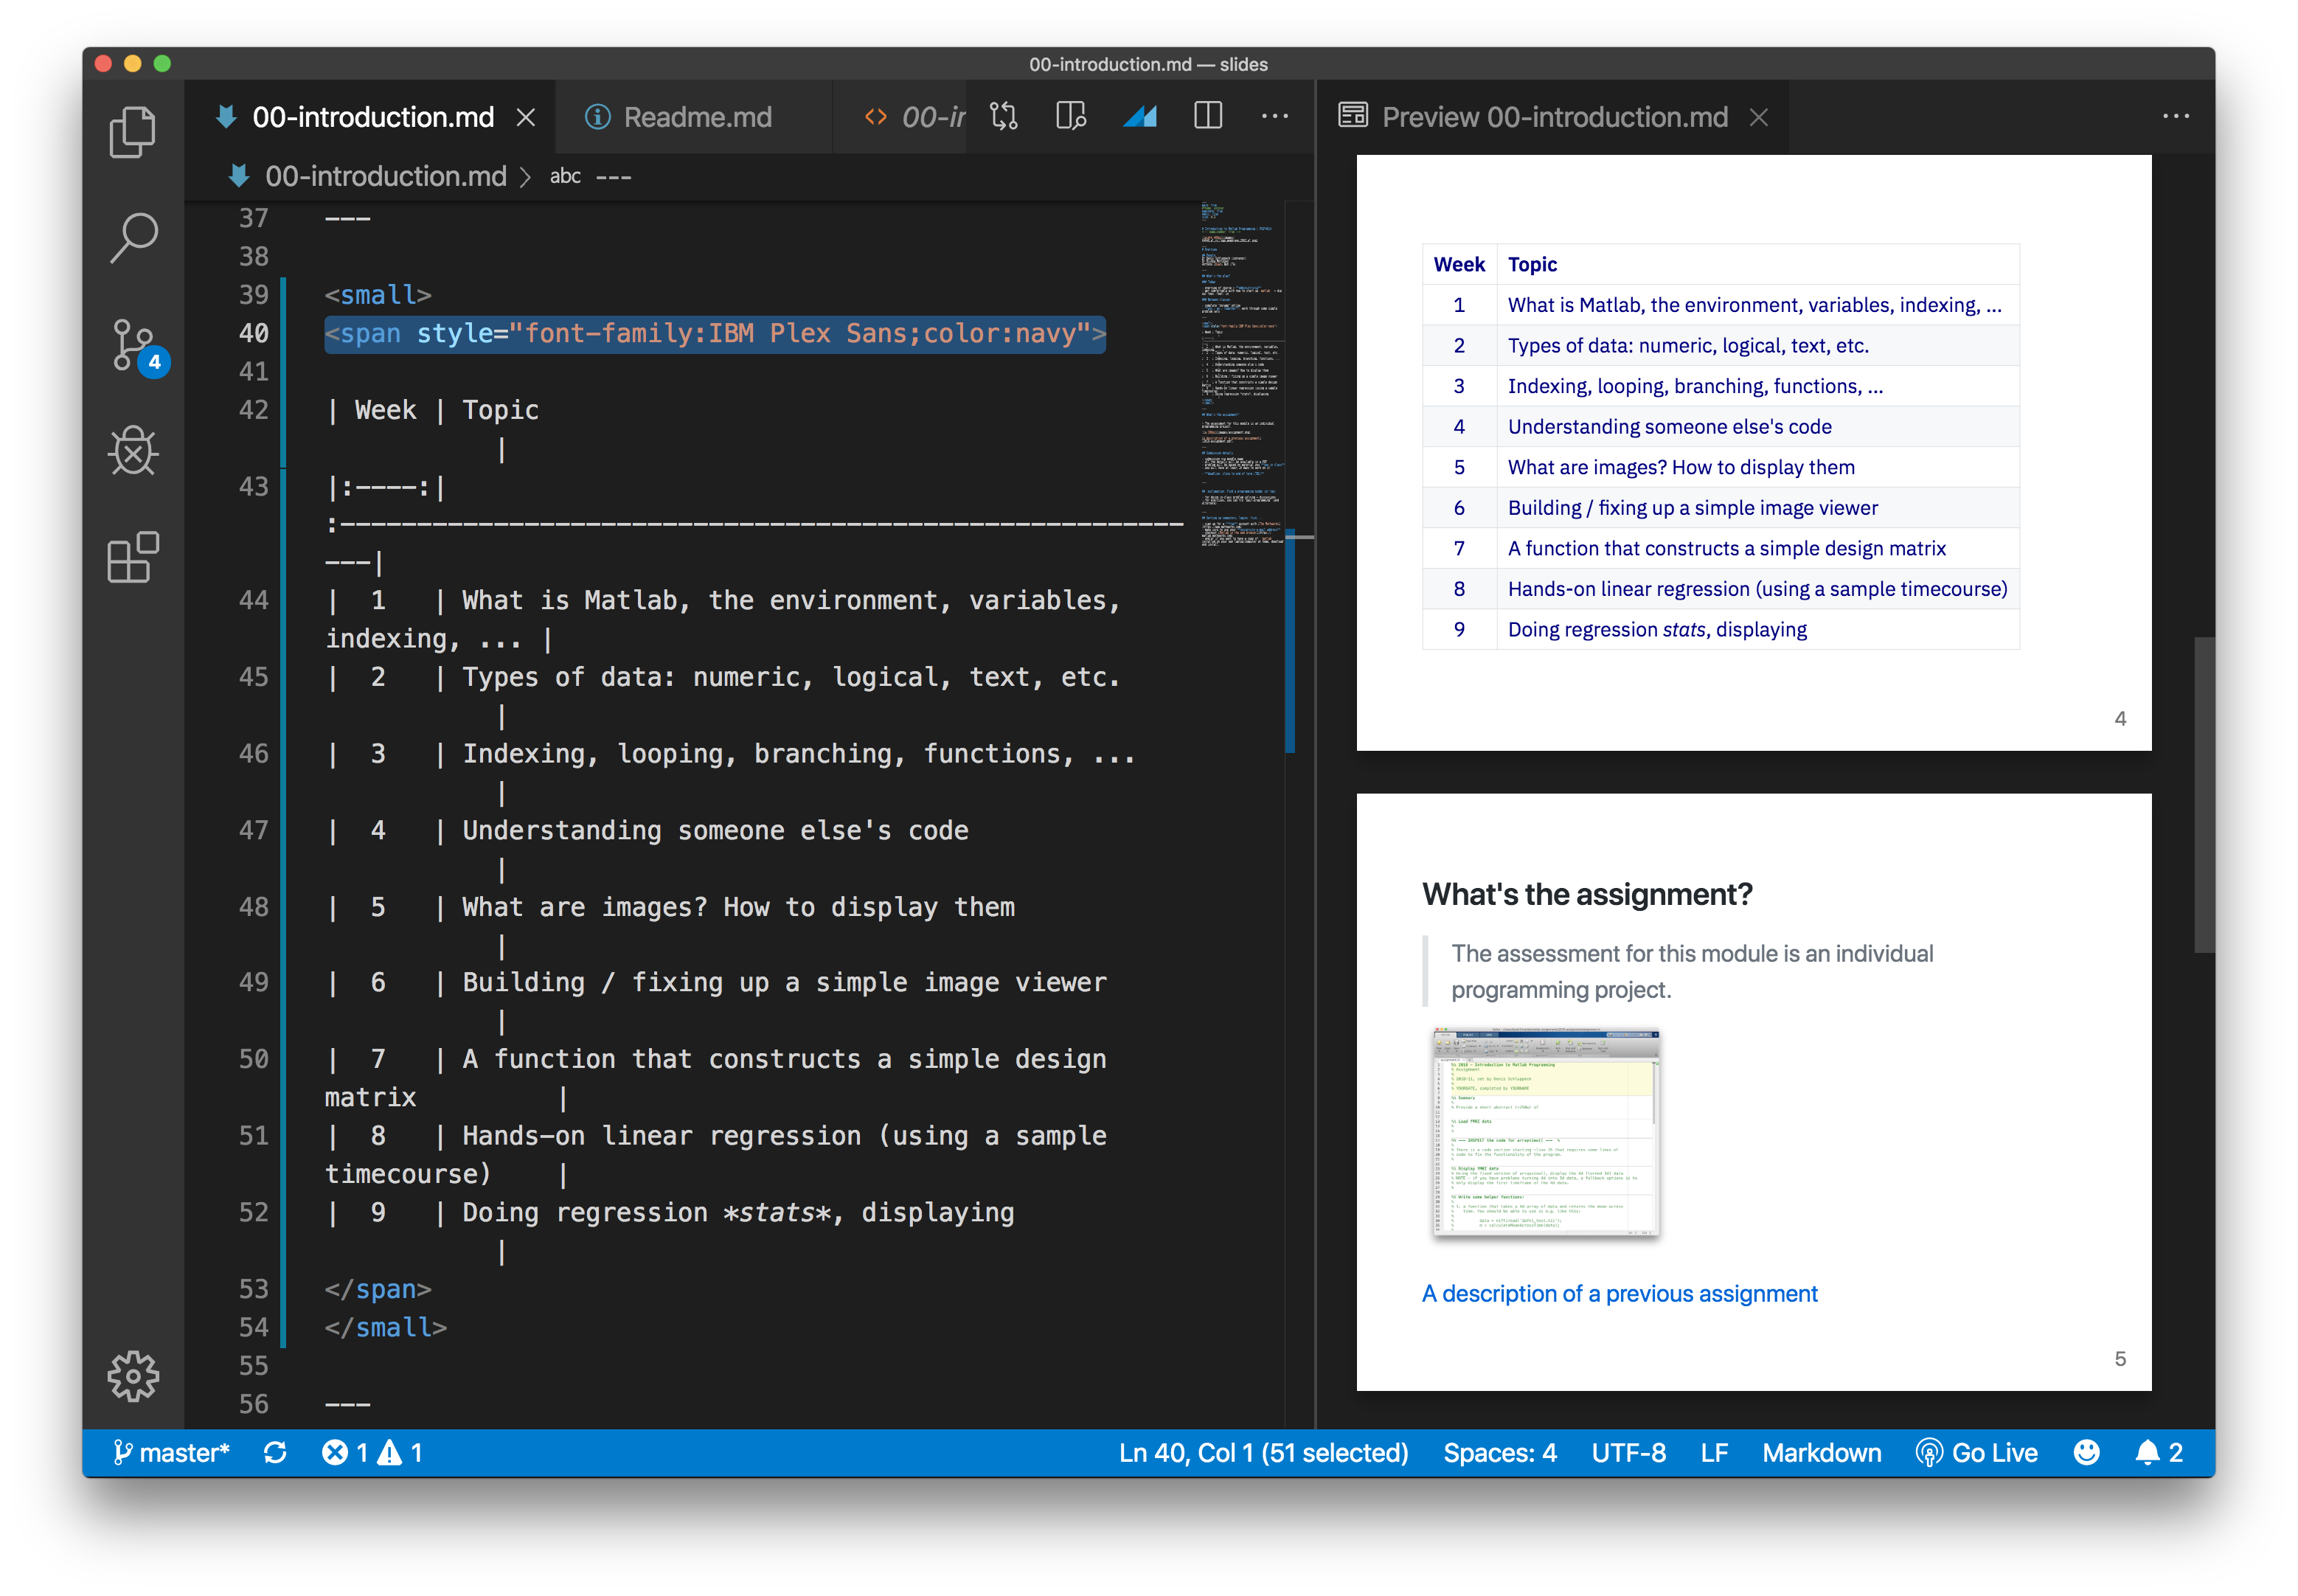 00-introduction.md — slides
00-introduction.md
Readme.md
00-ir
Preview 00-introduction.md
00-introduction.md > abc ---
37 ---
38
39 <small>
40 <span style="font-family:IBM Plex Sans;color:navy">
41
42 | Week | Topic
|
43 |:----:|
:-------------------------------------------------------
---|
44 | 1 | What is Matlab, the environment, variables,
indexing, ... |
45 | 2 | Types of data: numeric, logical, text, etc.
|
46 | 3 | Indexing, looping, branching, functions, ...
|
47 | 4 | Understanding someone else's code
|
48 | 5 | What are images? How to display them
|
49 | 6 | Building / fixing up a simple image viewer
|
50 | 7 | A function that constructs a simple design
matrix |
51 | 8 | Hands-on linear regression (using a sample
timecourse) |
52 | 9 | Doing regression *stats*, displaying
|
53 </span>
54 </small>
55
56 ---
4
Week Topic
1 What is Matlab, the environment, variables, indexing, ...
2 Types of data: numeric, logical, text, etc.
3 Indexing, looping, branching, functions, ...
4 Understanding someone else's code
5 What are images? How to display them
6 Building / fixing up a simple image viewer
7 A function that constructs a simple design matrix
8 Hands-on linear regression (using a sample timecourse)
9 Doing regression stats, displaying
4
What's the assignment?
The assessment for this module is an individual
programming project.
A description of a previous assignment
5
master* 1 1
Ln 40, Col 1 (51 selected) Spaces: 4 UTF-8 LF Markdown Go Live 2